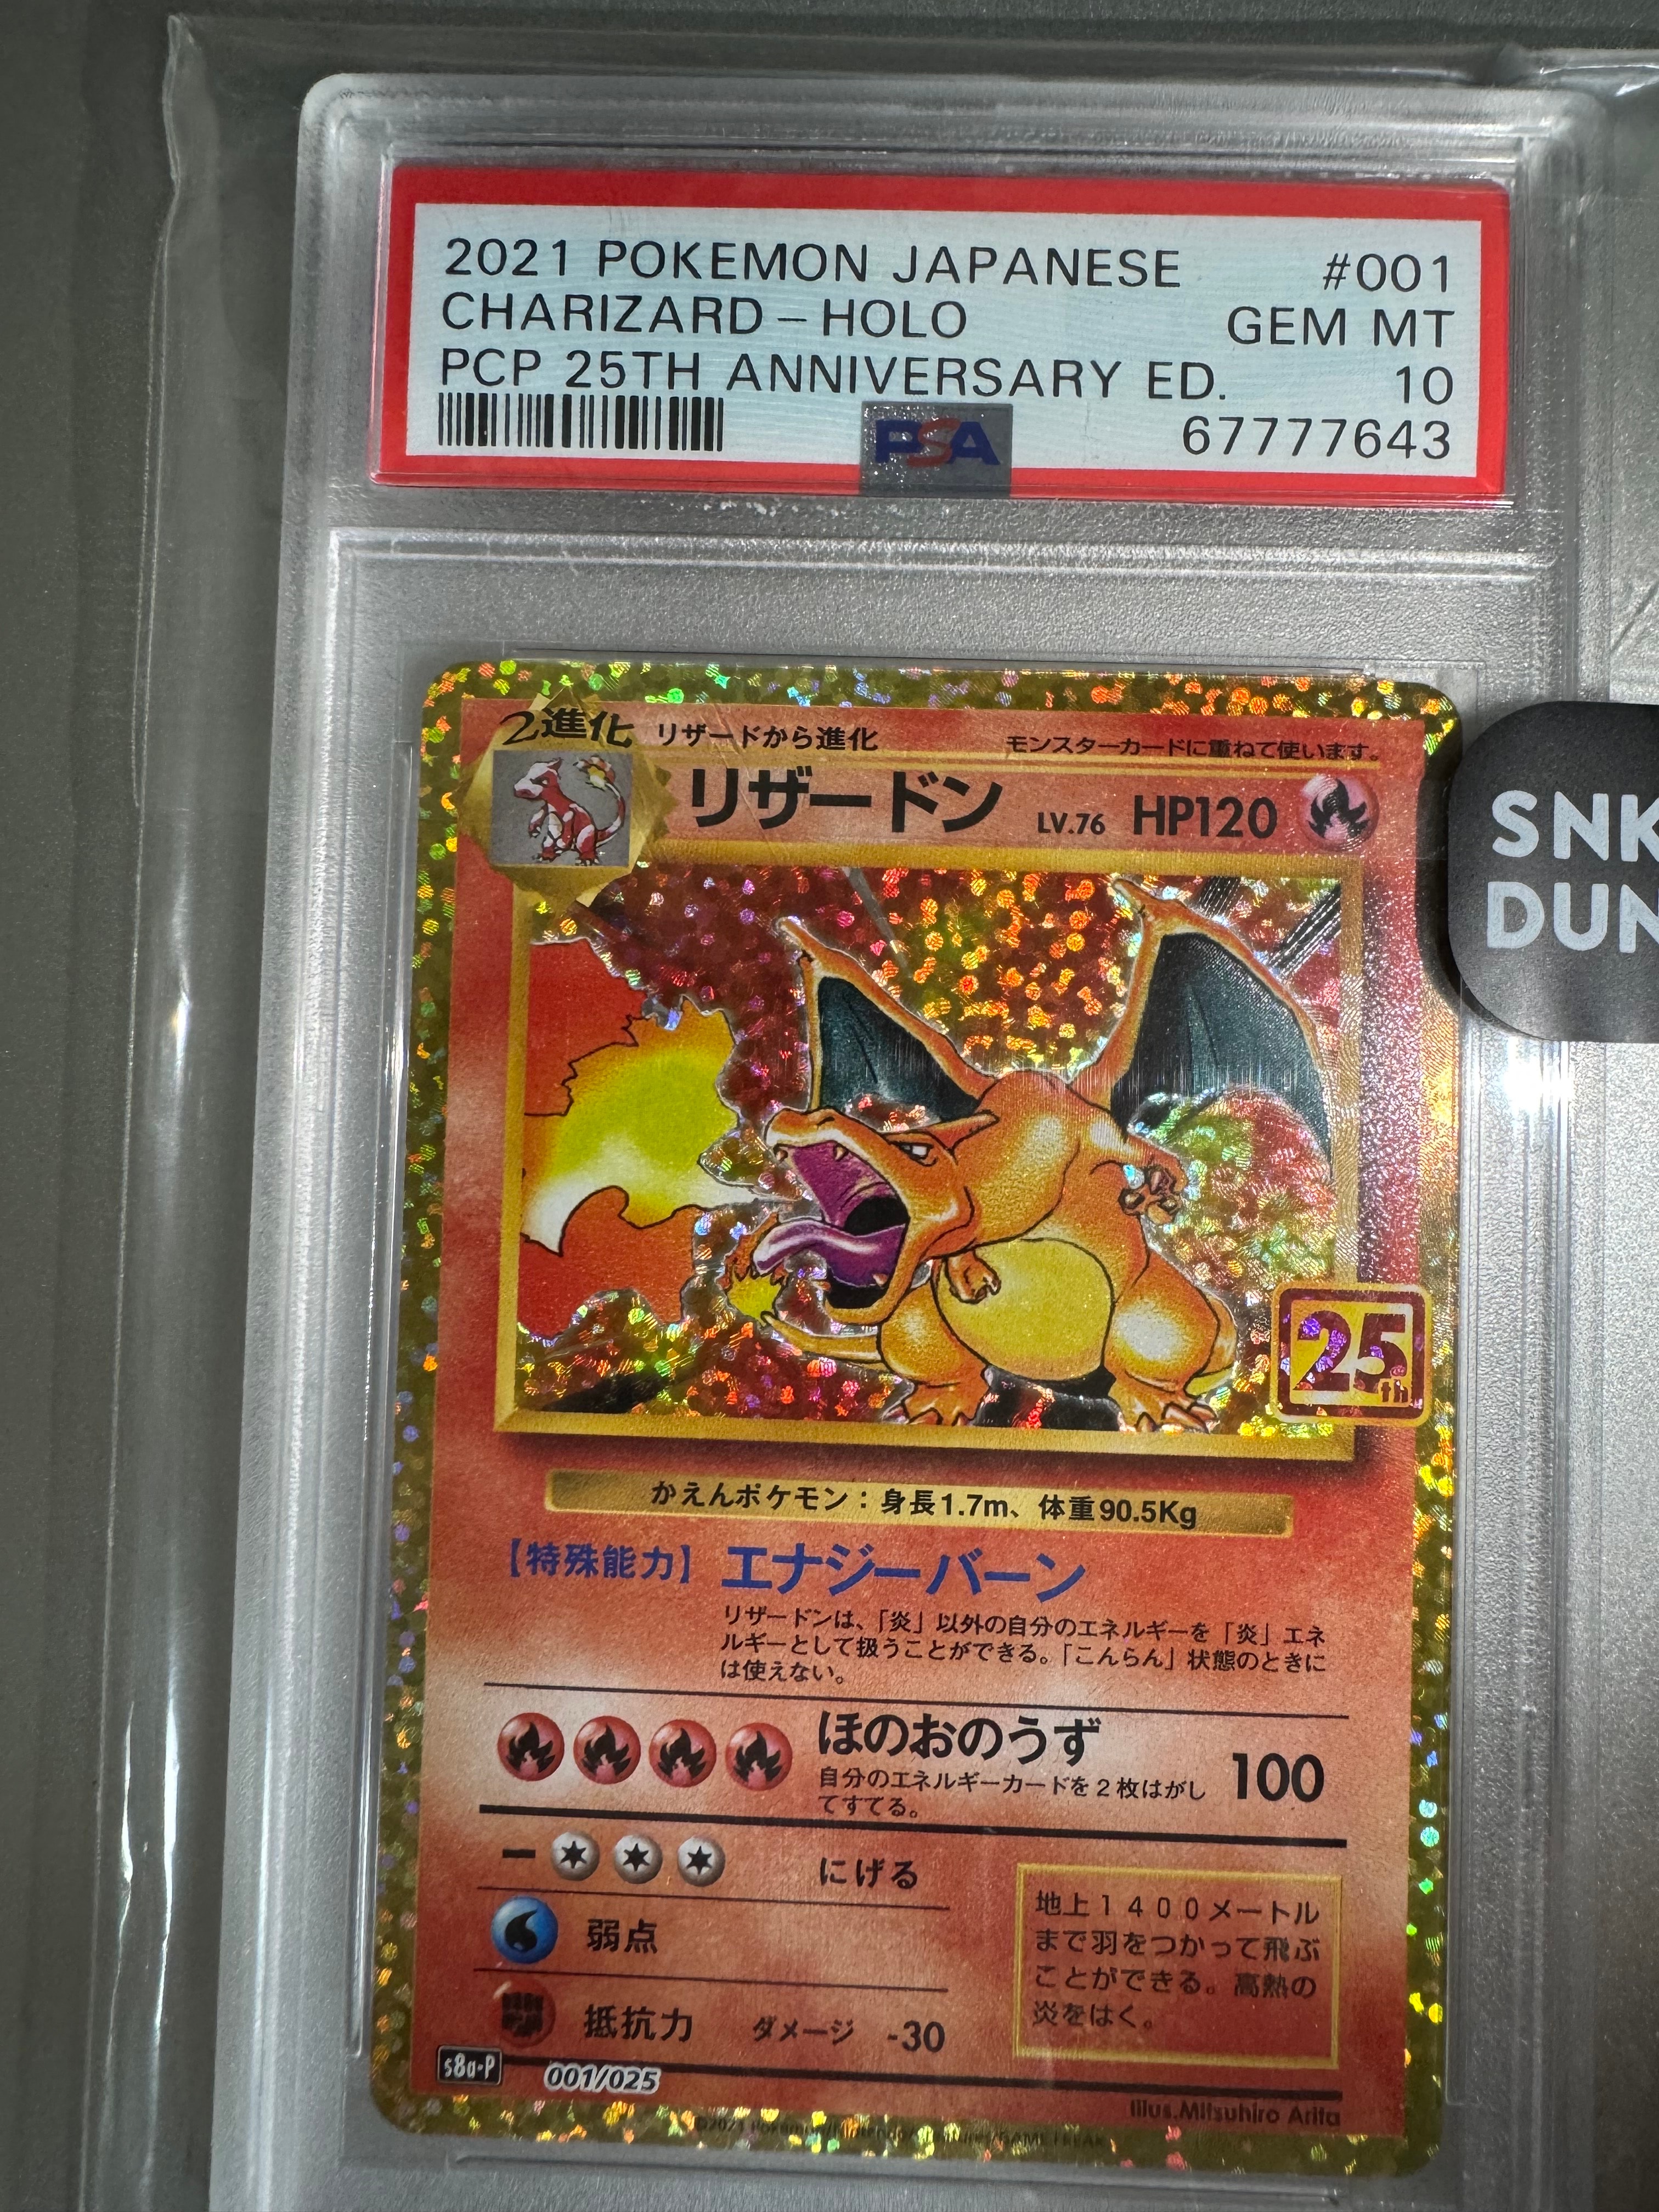 2021 POKEMON JAPANESE #001
CHARIZARD-HOLO GEM MT
PCP 25TH ANNIVERSARY ED. 10
PSA 67777643
2進化 リザードから進化 モンスターカードに重ねて使います。
リザードン LV.76 HP120
SNK
DUN
25th
かえんポケモン：身長1.7m、体重90.5Kg
【特殊能力】 エナジーバーン
リザードンは、「炎」以外の自分のエネルギーを「炎」エネ
ルギーとして扱うことができる。「こんらん」状態のときに
は使えない。
ほのおのうず 100
自分のエネルギーカードを2枚はがし
てすてる。
にげる
弱点
抵抗力 ダメージ -30
地上1400メートル
まで羽をつかって飛ぶ
ことができる。高熱の
炎をはく。
s8a-P 001/025
Illus.Mitsuhiro Arita
©2021 Pokémon/Nintendo/Creatures/GAME FREAK